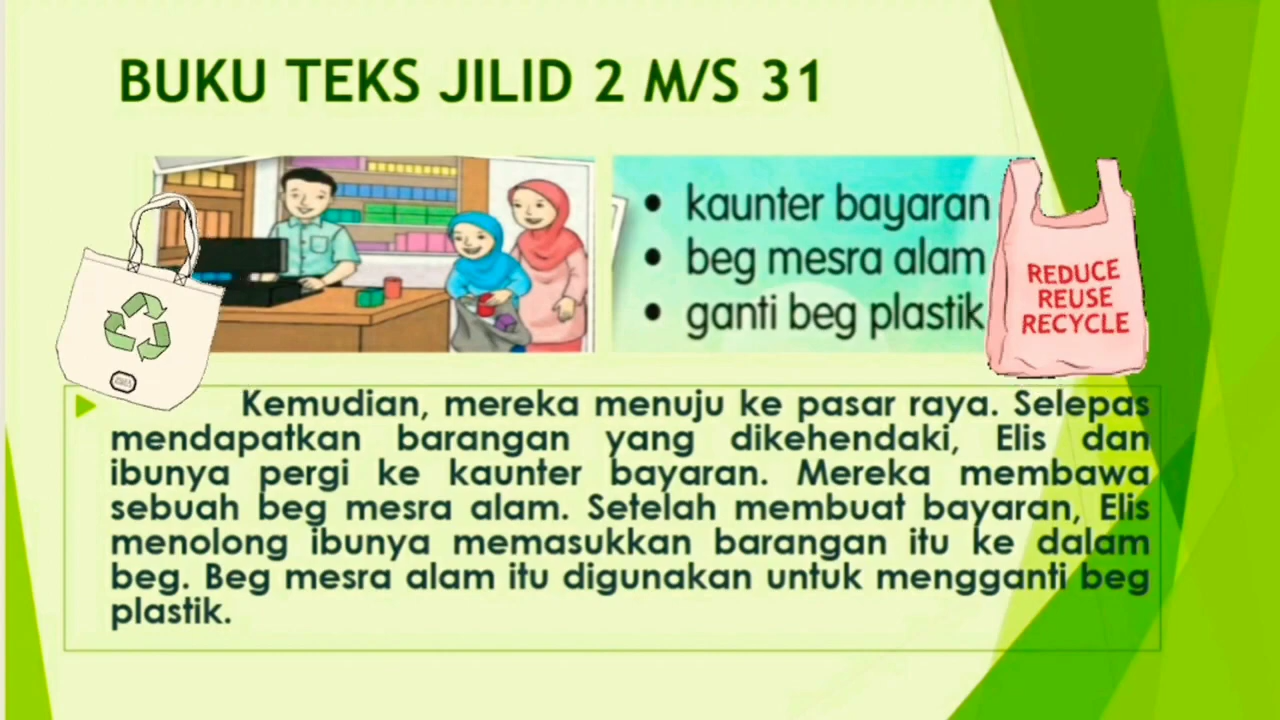 BUKU TEKS JILID 2 M/S 31
• kaunter bayaran
• beg mesra alam
• ganti beg plastik
REDUCE
REUSE
RECYCLE
Kemudian, mereka menuju ke pasar raya. Selepas
mendapatkan barangan yang dikehendaki, Elis dan
ibunya pergi ke kaunter bayaran. Mereka membawa
sebuah beg mesra alam. Setelah membuat bayaran, Elis
menolong ibunya memasukkan barangan itu ke dalam
beg. Beg mesra alam itu digunakan untuk mengganti beg
plastik.